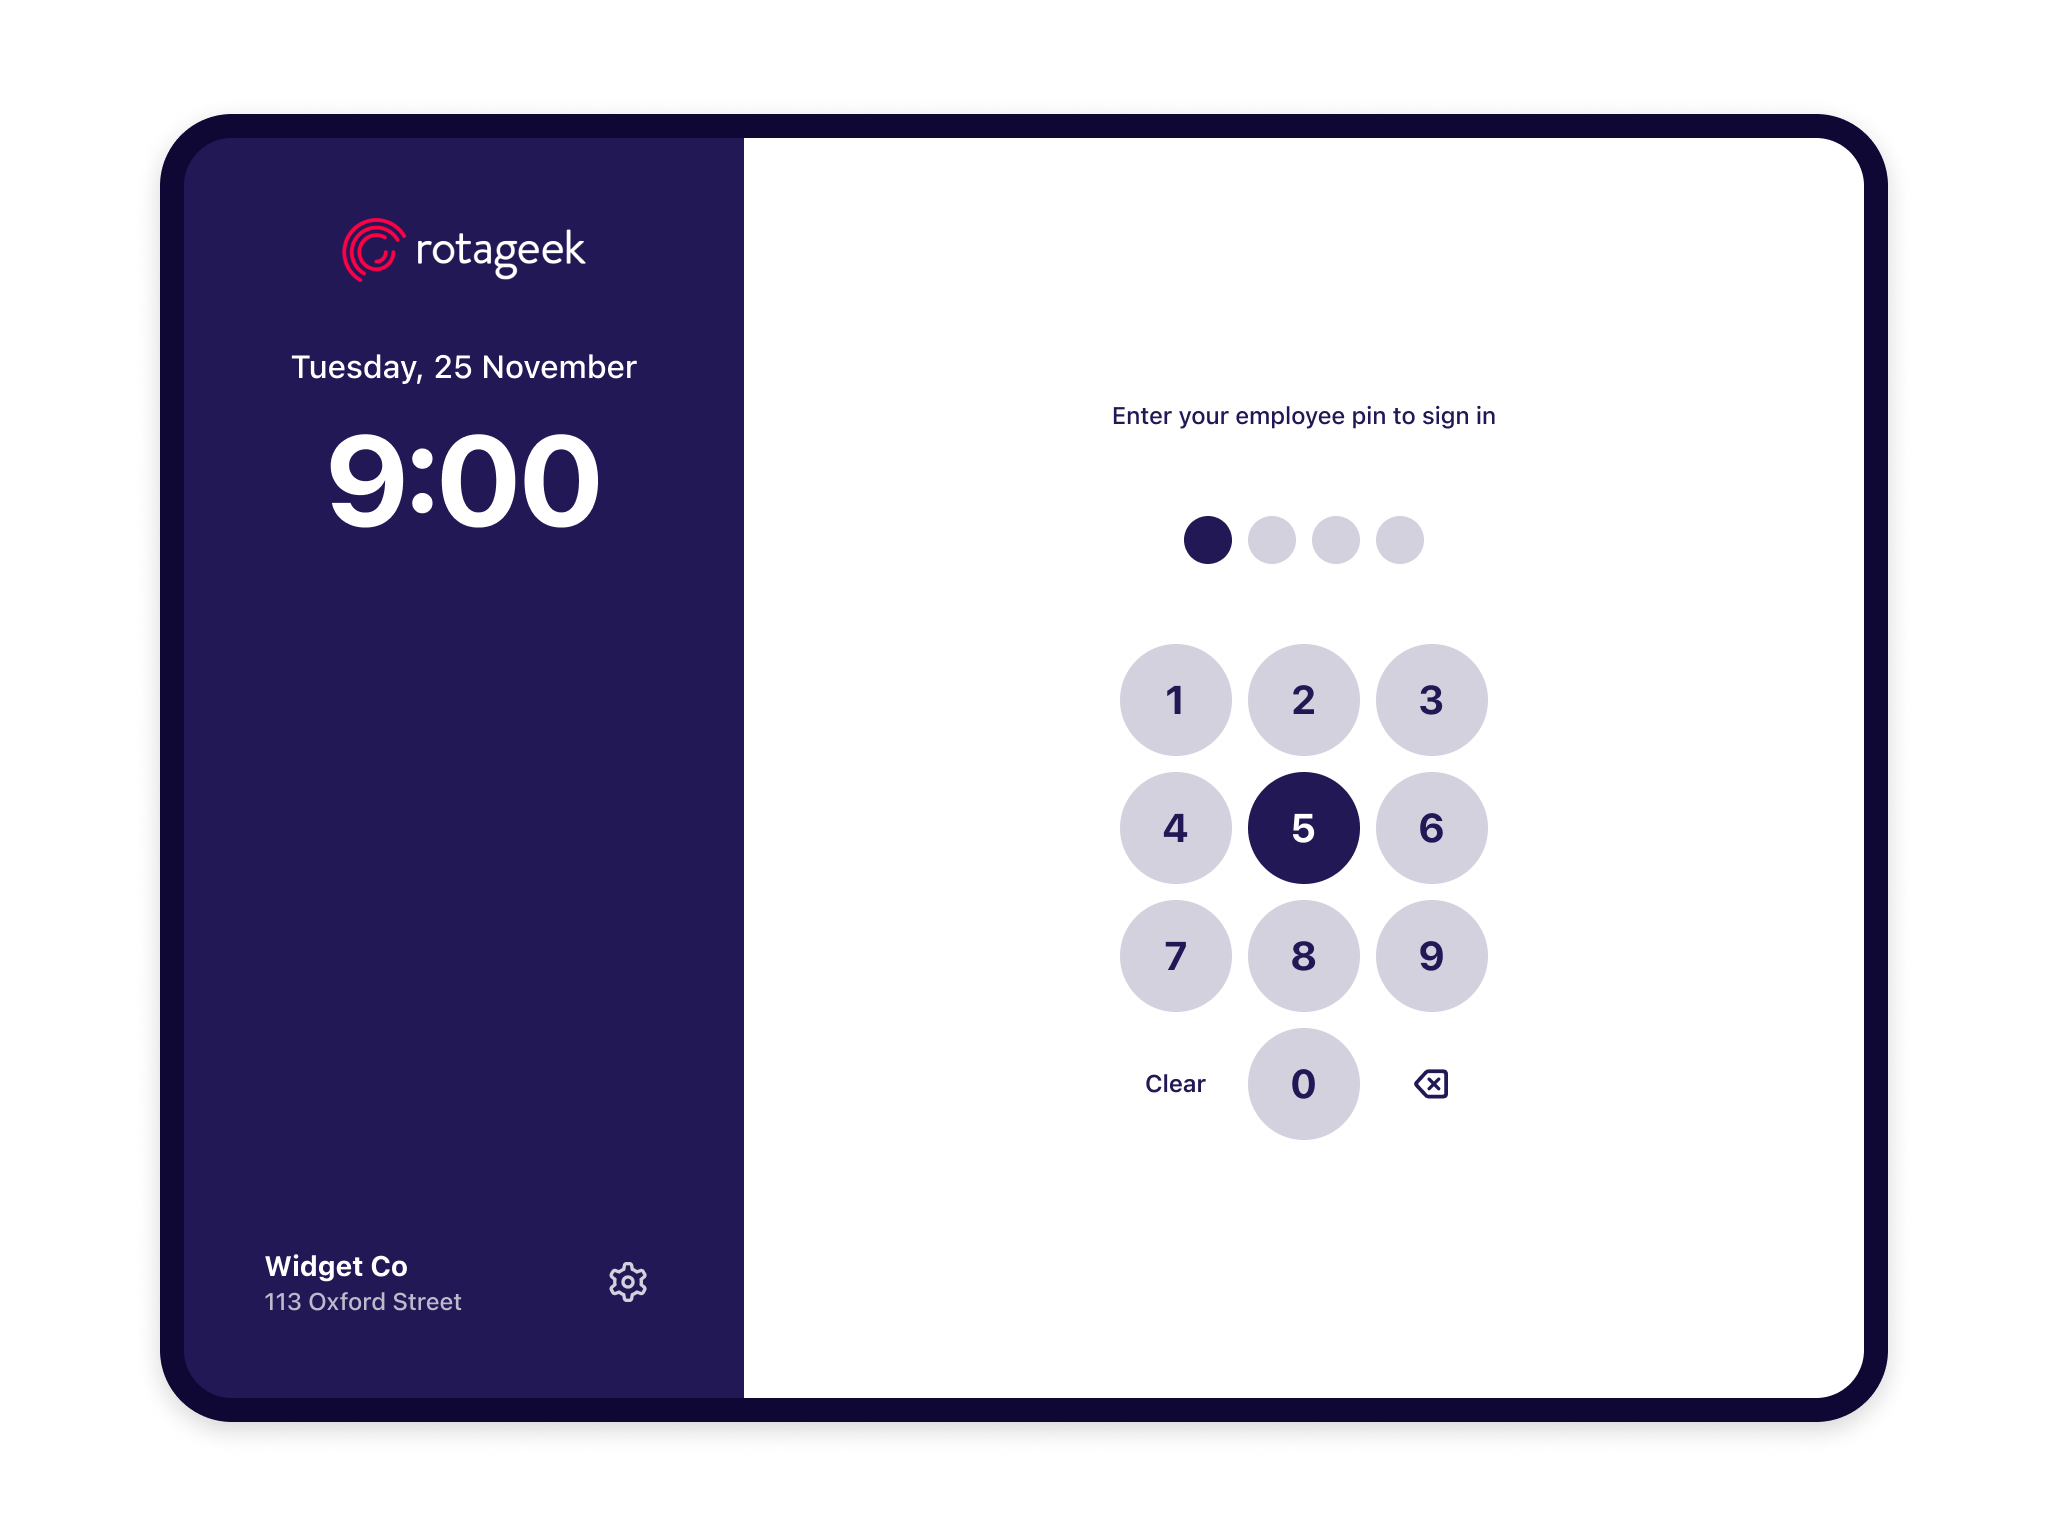 rotageek
Tuesday, 25 November
9:00
Widget Co
113 Oxford Street
Enter your employee pin to sign in
1 2 3
4 5 6
7 8 9
Clear 0